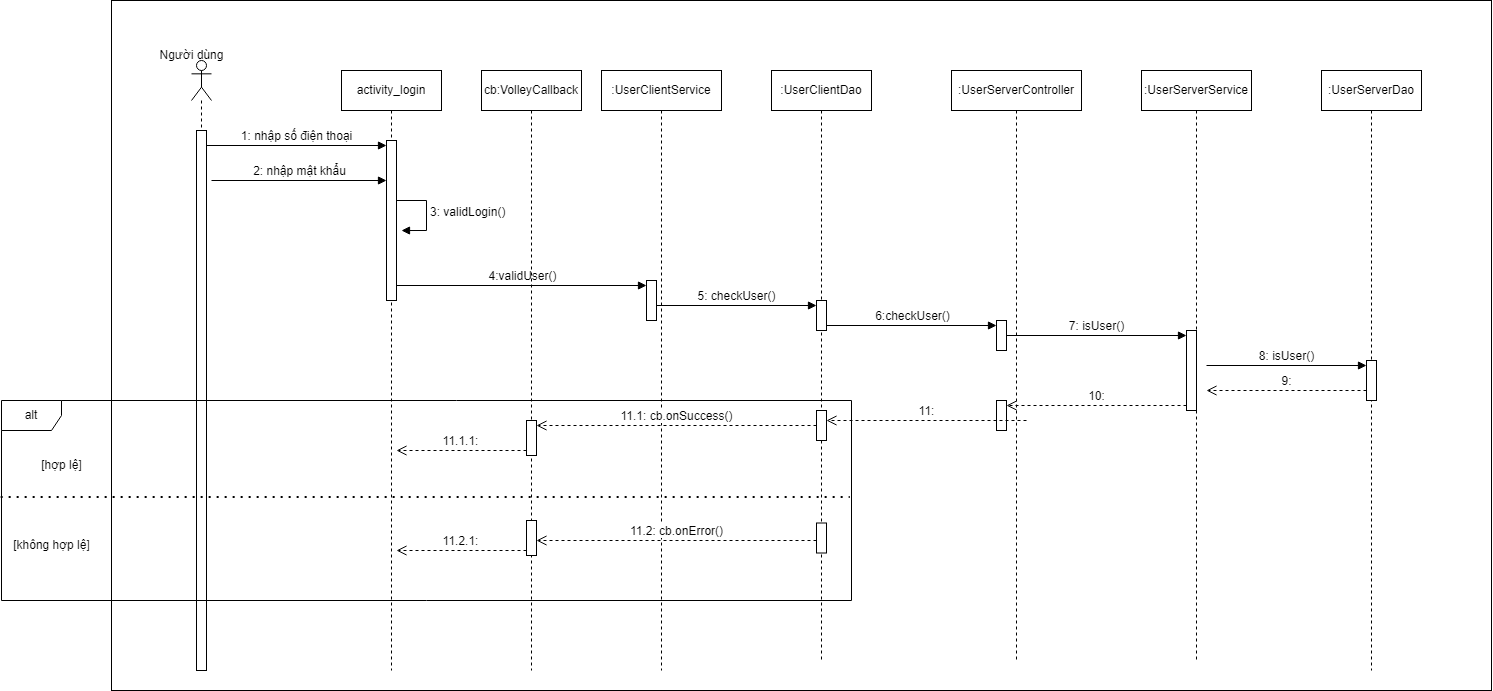 Người dùng
activity_login
cb:VolleyCallback
:UserClientService
:UserClientDao
:UserServerController
:UserServerService
:UserServerDao
1: nhập số điện thoại
2: nhập mật khẩu
3: validLogin()
4:validUser()
5: checkUser()
6:checkUser()
7: isUser()
8: isUser()
9:
10:
11:
alt
11.1: cb.onSuccess()
11.1.1:
[hợp lệ]
11.2: cb.onError()
11.2.1:
[không hợp lệ]